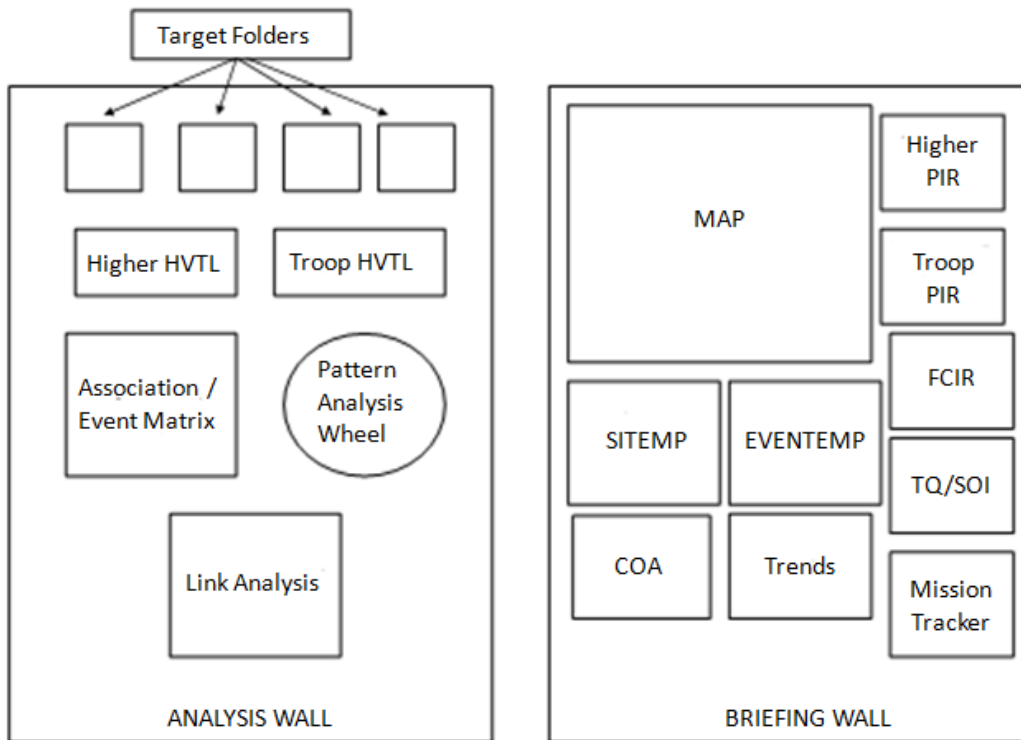 Target Folders
Higher HVTL
Troop HVTL
Association /
Event Matrix
Pattern
Analysis
Wheel
Link Analysis
ANALYSIS WALL
MAP
Higher
PIR
Troop
PIR
FCIR
SITEMP
EVENTEMP
TQ/SOI
COA
Trends
Mission
Tracker
BRIEFING WALL